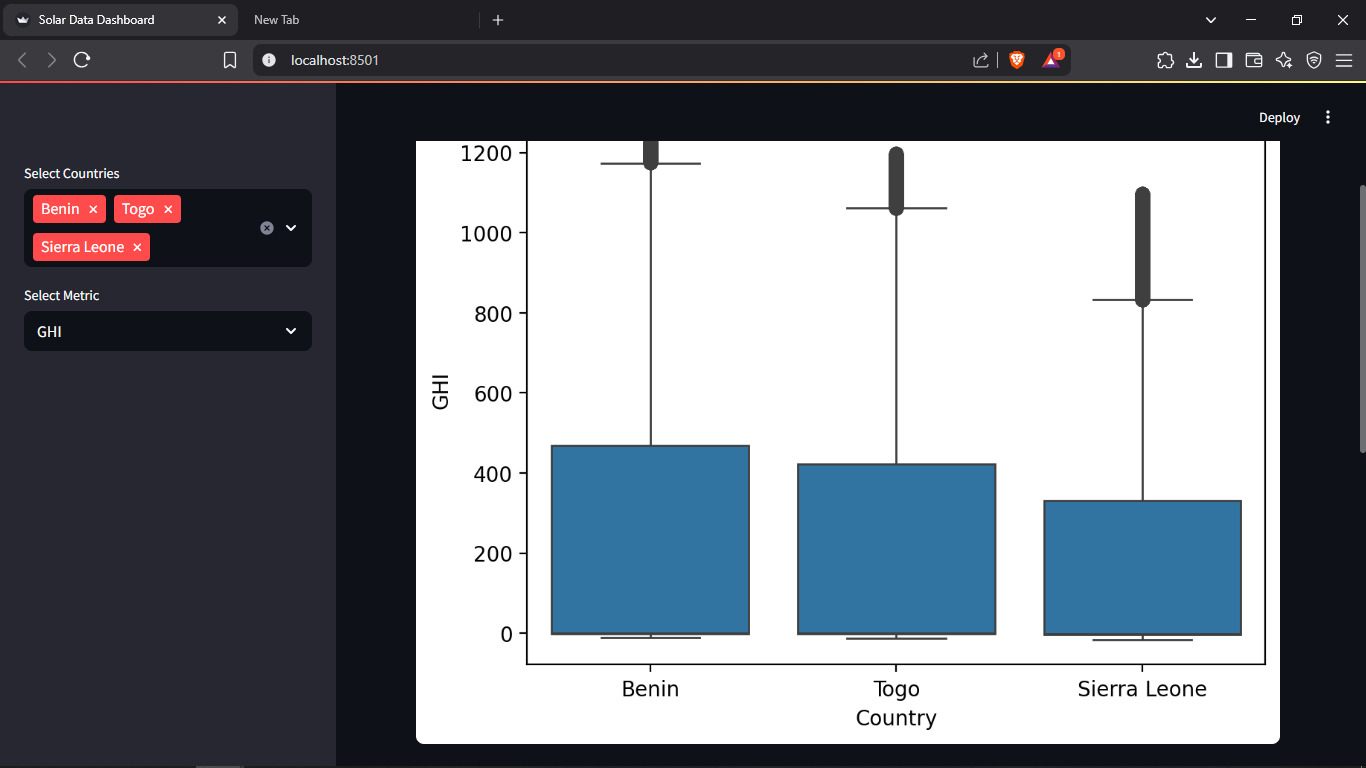 Solar Data Dashboard
New Tab
localhost:8501
1
Deploy
Select Countries
Benin
Togo
Sierra Leone
Select Metric
GHI
1200
1000
800
600
400
200
0
GHI
Benin
Togo
Sierra Leone
Country